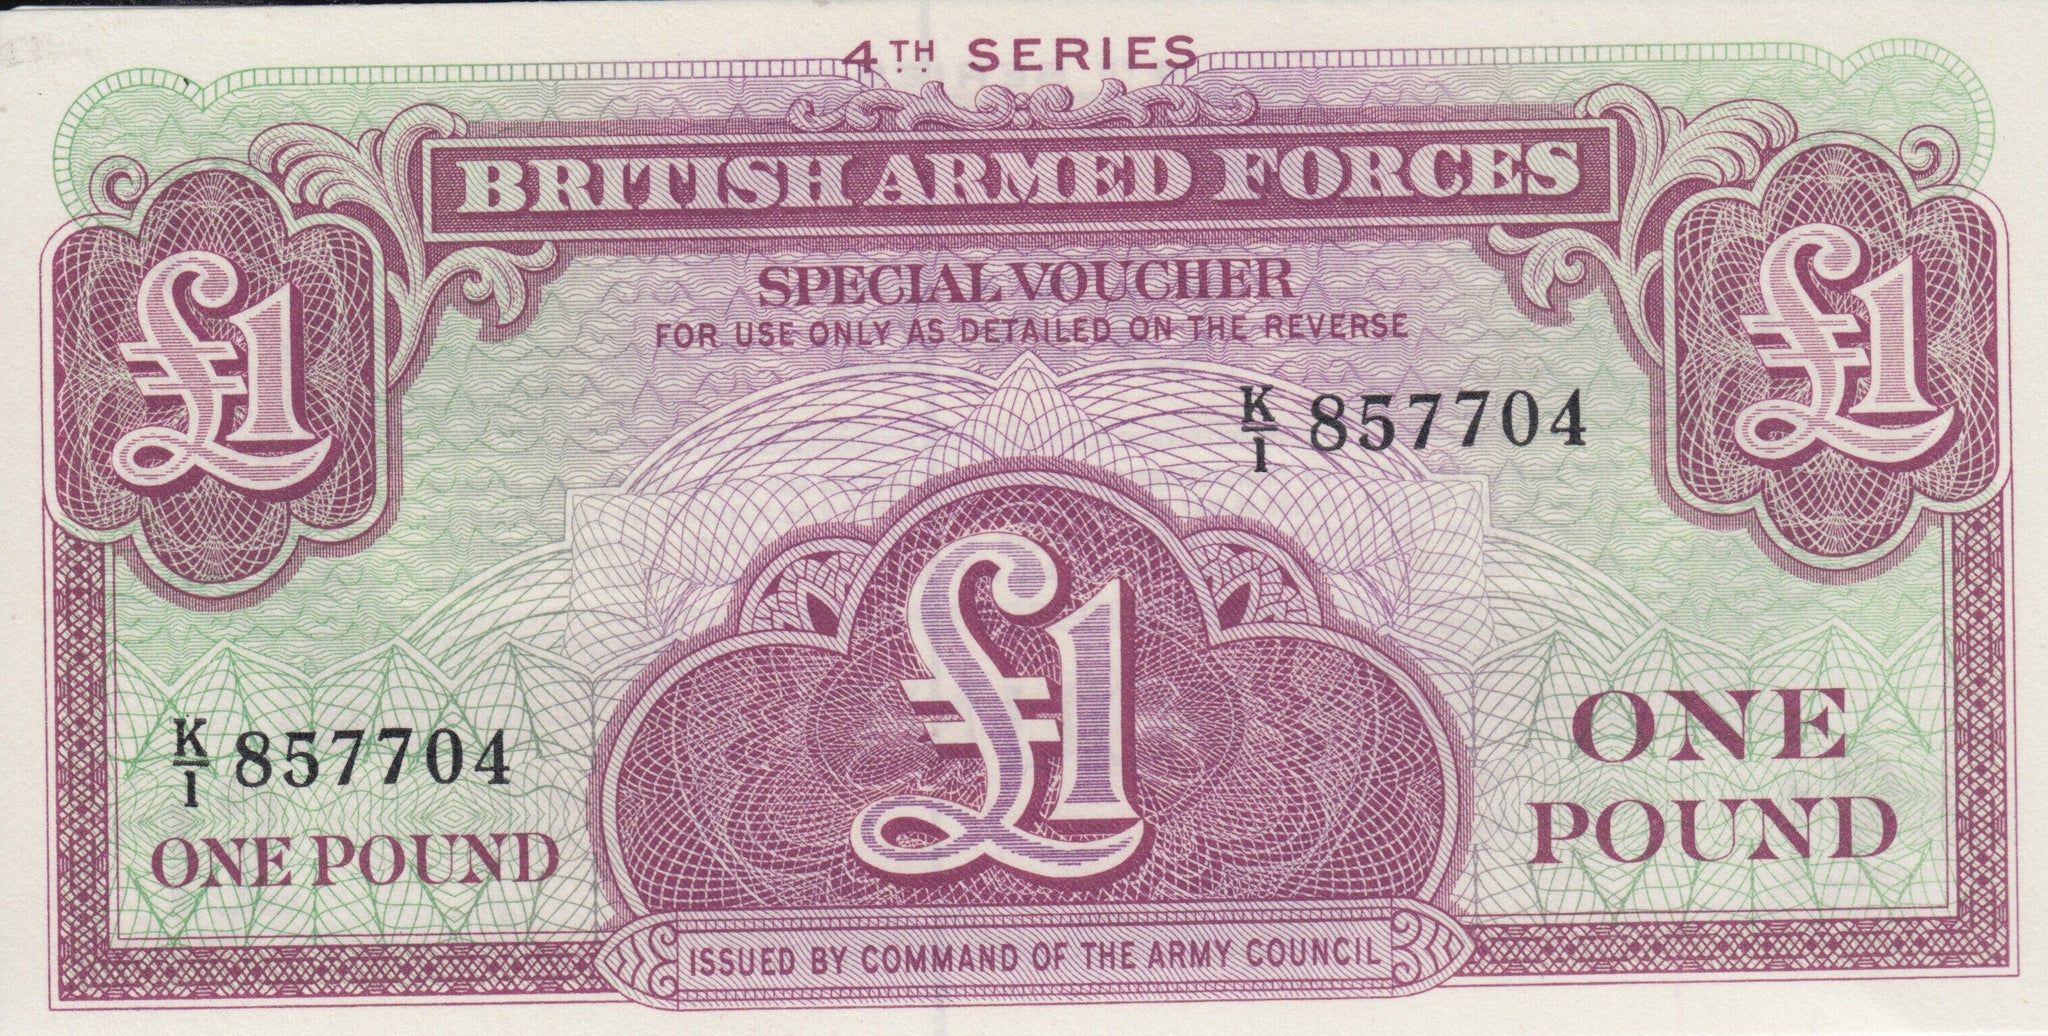 4TH SERIES
BRITISH ARMED FORCES
£1
£1
SPECIAL VOUCHER
FOR USE ONLY AS DETAILED ON THE REVERSE
K/1 857704
£1
K/1 857704
ONE POUND
ONE
POUND
ISSUED BY COMMAND OF THE ARMY COUNCIL